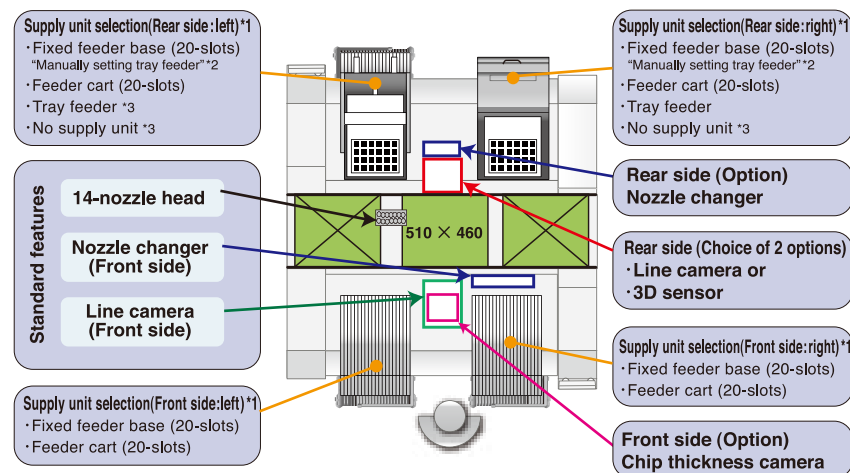 Supply unit selection(Rear side:left)*1
・Fixed feeder base (20-slots)
"Manually setting tray feeder"*2
・Feeder cart (20-slots)
・Tray feeder *3
・No supply unit *3
Supply unit selection(Rear side:right)*1
・Fixed feeder base (20-slots)
"Manually setting tray feeder"*2
・Feeder cart (20-slots)
・Tray feeder
・No supply unit *3
Standard features
14-nozzle head
Nozzle changer
(Front side)
Line camera
(Front side)
510 × 460
Rear side (Option)
Nozzle changer
Rear side (Choice of 2 options)
・Line camera or
・3D sensor
Supply unit selection(Front side:left)*1
・Fixed feeder base (20-slots)
・Feeder cart (20-slots)
Supply unit selection(Front side:right)*1
・Fixed feeder base (20-slots)
・Feeder cart (20-slots)
Front side (Option)
Chip thickness camera